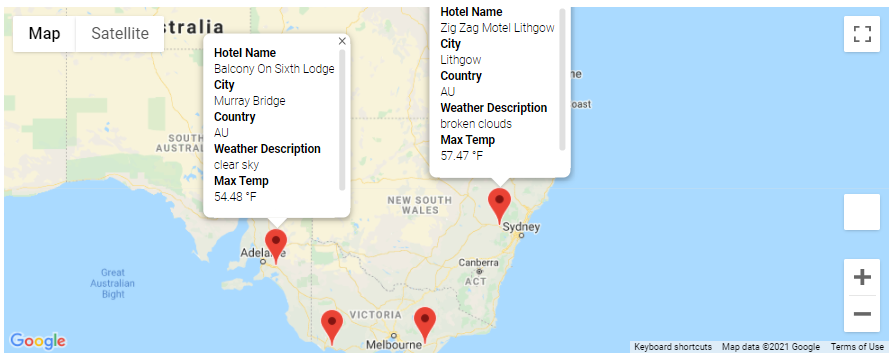 Map
Satellite
stralia
Hotel Name
Balcony On Sixth Lodge
City
Murray Bridge
Country
AU
Weather Description
clear sky
Max Temp
54.48 °F
Hotel Name
Zig Zag Motel Lithgow
City
Lithgow
Country
AU
Weather Description
broken clouds
Max Temp
57.47 °F
oast
SOUTH
AUSTRAL
NEW SOUTH
WALES
Sydney
Adelaide
Canberra
ACT
Great
Australian
Bight
VICTORIA
Melbourne
Google
Keyboard shortcuts
Map data ©2021 Google
Terms of Use